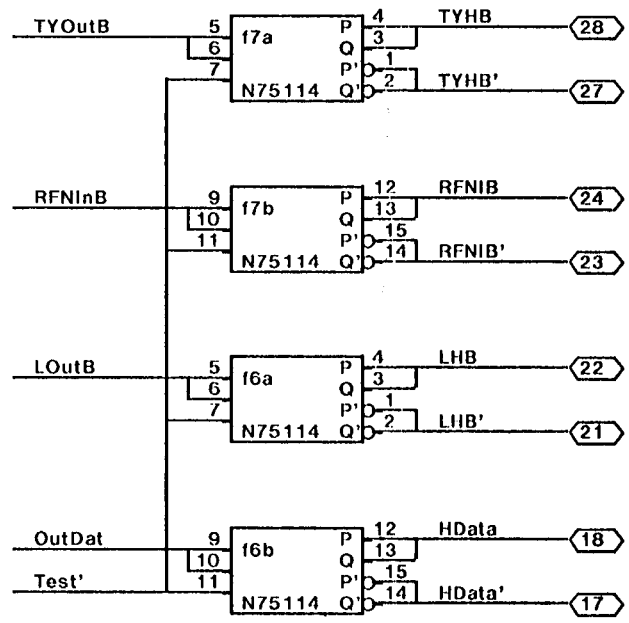 TYOutB 5 f7a P 4 TYHB 28
6 Q 3
7 P' 1
N75114 Q' 2 TYHB' 27
RFNInB 9 f7b P 12 RFNIB 24
10 Q 13
11 P' 15
N75114 Q' 14 RFNIB' 23
LOutB 5 f6a P 4 LHB 22
6 Q 3
7 P' 1
N75114 Q' 2 LHB' 21
OutDat 9 f6b P 12 HData 18
10 Q 13
Test' 11 P' 15
N75114 Q' 14 HData' 17